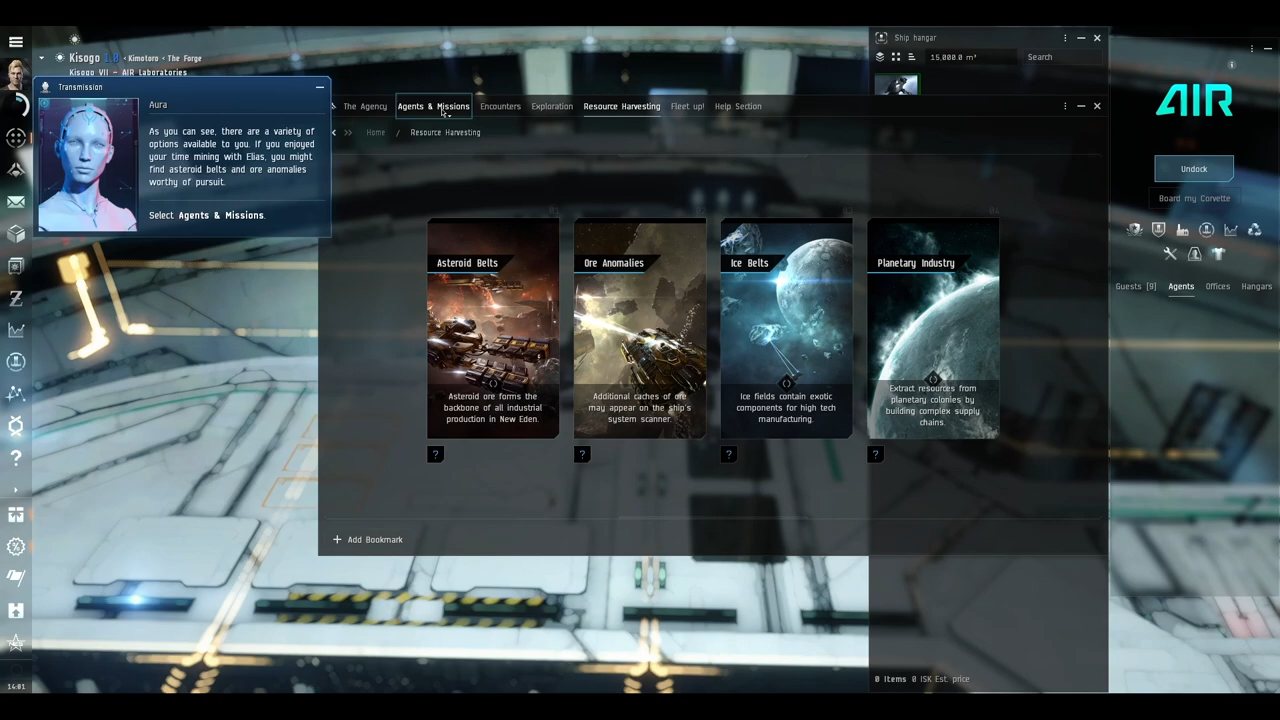 Kisogo 1.0 ‹ Kimotoro ‹ The Forge
Kisogo VII - AIR Laboratories
Transmission
Aura
As you can see, there are a variety of
options available to you. If you enjoyed
your time mining with Elias, you might
find asteroid belts and ore anomalies
worthy of pursuit.
Select Agents & Missions.
The Agency
Agents & Missions
Encounters
Exploration
Resource Harvesting
Fleet up!
Help Section
Home / Resource Harvesting
Asteroid Belts
Asteroid ore forms the
backbone of all industrial
production in New Eden.
?
Ore Anomalies
Additional caches of ore
may appear on the ship's
system scanner.
?
Ice Belts
Ice fields contain exotic
components for high tech
manufacturing.
?
Planetary Industry
Extract resources from
planetary colonies by
building complex supply
chains.
?
+ Add Bookmark
Ship hangar
15,000.0 m³
Search
0 Items 0 ISK Est. price
AIR
Undock
Board my Corvette
Guests [9]
Agents
Offices
Hangars
14:01